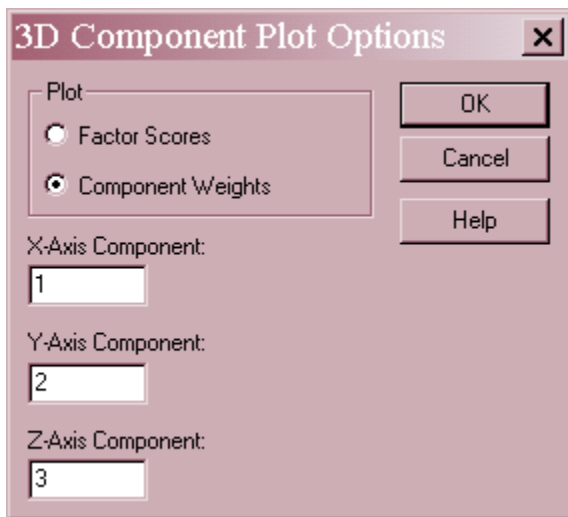 3D Component Plot Options
Plot
Factor Scores
Component Weights
OK
Cancel
Help
X-Axis Component:
1
Y-Axis Component:
2
Z-Axis Component:
3